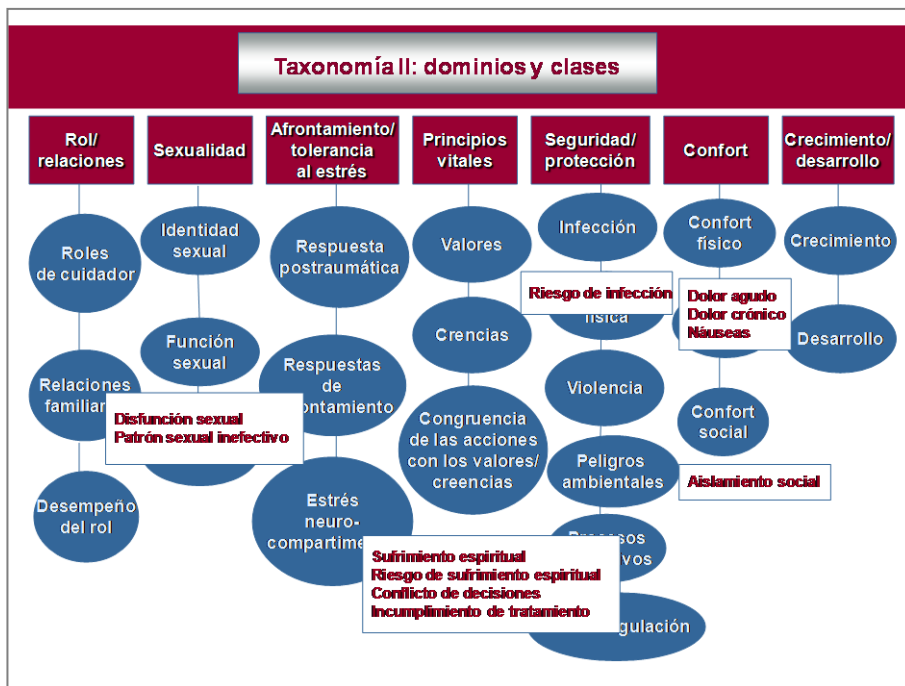 Taxonomía II: dominios y clases
Rol/
relaciones
Sexualidad
Afrontamiento/
tolerancia
al estrés
Principios
vitales
Seguridad/
protección
Confort
Crecimiento/
desarrollo
Roles
de cuidador
Relaciones
Desempeño
del rol
Identidad
sexual
Función
sexual
Disfunción sexual
Patrón sexual inefectivo
Respuesta
postraumática
Respuestas
de
Estrés
neuro-
Valores
Crencias
Congruencia
de las acciones
con los valores/
creencias
Sufrimiento espiritual
Riesgo de sufrimiento espiritual
Conflicto de decisiones
Incumplimiento de tratamiento
Infección
Riesgo de infección
física
Violencia
Peligros
ambientales
Confort
físico
Dolor agudo
Dolor crónico
Náuseas
Confort
social
Aislamiento social
Crecimiento
Desarrollo